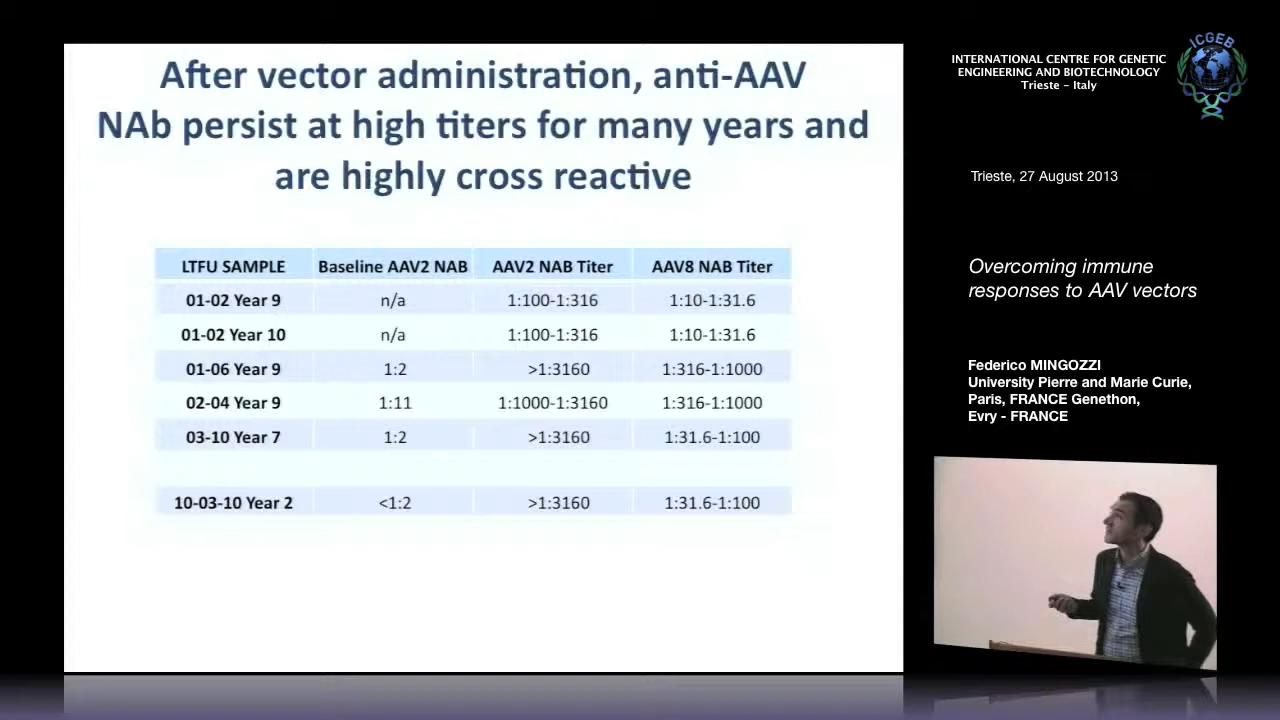 After vector administration, anti-AAV
NAb persist at high titers for many years and
are highly cross reactive
LTFU SAMPLE Baseline AAV2 NAB AAV2 NAB Titer AAV8 NAB Titer
01-02 Year 9 n/a 1:100-1:316 1:10-1:31.6
01-02 Year 10 n/a 1:100-1:316 1:10-1:31.6
01-06 Year 9 1:2 >1:3160 1:316-1:1000
02-04 Year 9 1:11 1:1000-1:3160 1:316-1:1000
03-10 Year 7 1:2 >1:3160 1:31.6-1:100
10-03-10 Year 2 <1:2 >1:3160 1:31.6-1:100
INTERNATIONAL CENTRE FOR GENETIC
ENGINEERING AND BIOTECHNOLOGY
Trieste - Italy
ICGEB
Trieste, 27 August 2013
Overcoming immune
responses to AAV vectors
Federico MINGOZZI
University Pierre and Marie Curie,
Paris, FRANCE Genethon,
Evry - FRANCE